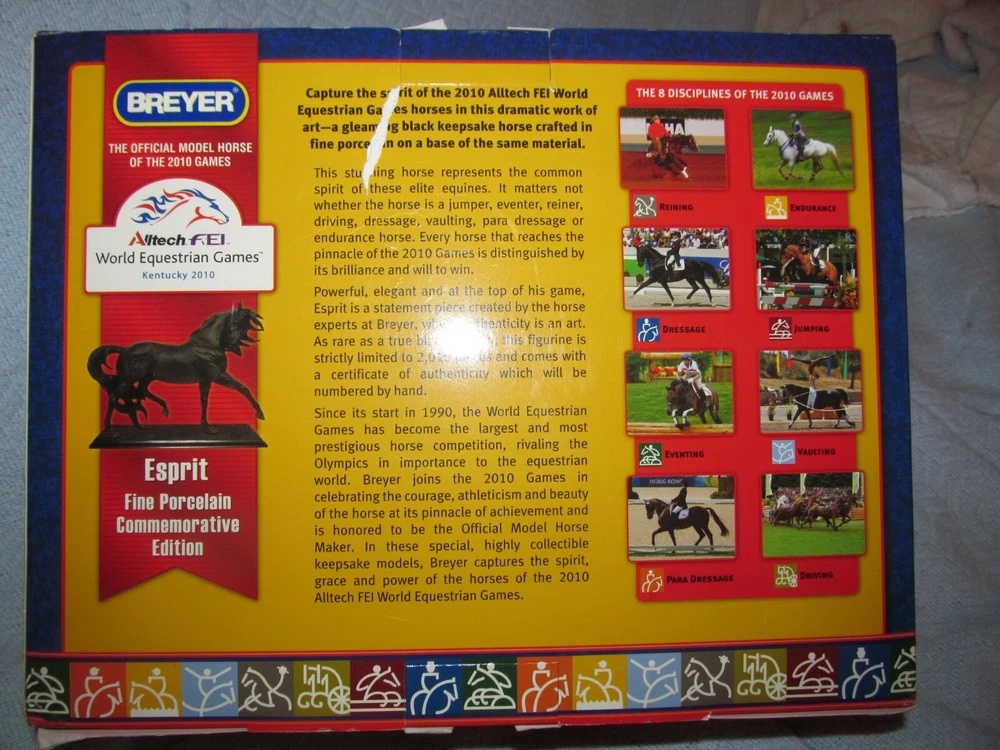 BREYER
THE OFFICIAL MODEL HORSE
OF THE 2010 GAMES
Alltech FEI
World Equestrian Games™
Kentucky 2010
Esprit
Fine Porcelain
Commemorative
Edition
Capture the spirit of the 2010 Alltech FEI World
Equestrian Games horses in this dramatic work of
art—a gleaming black keepsake horse crafted in
fine porcelain on a base of the same material.
This stunning horse represents the common
spirit of these elite equines. It matters not
whether the horse is a jumper, eventer, reiner,
driving, dressage, vaulting, para dressage or
endurance horse. Every horse that reaches the
pinnacle of the 2010 Games is distinguished by
its brilliance and will to win.
Powerful, elegant and at the top of his game,
Esprit is a statement piece created by the horse
experts at Breyer, where authenticity is an art.
As rare as a true this figurine is
strictly limited to and comes with
a certificate of authenticity which will be
numbered by hand.
Since its start in 1990, the World Equestrian
Games has become the largest and most
prestigious horse competition, rivaling the
Olympics in importance to the equestrian
world. Breyer joins the 2010 Games in
celebrating the courage, athleticism and beauty
of the horse at its pinnacle of achievement and
is honored to be the Official Model Horse
Maker. In these special, highly collectible
keepsake models, Breyer captures the spirit,
grace and power of the horses of the 2010
Alltech FEI World Equestrian Games.
THE 8 DISCIPLINES OF THE 2010 GAMES
HA
REINING
ENDURANCE
DRESSAGE
JUMPING
EVENTING
VAULTING
HONG KONG
PARA DRESSAGE
DRIVING